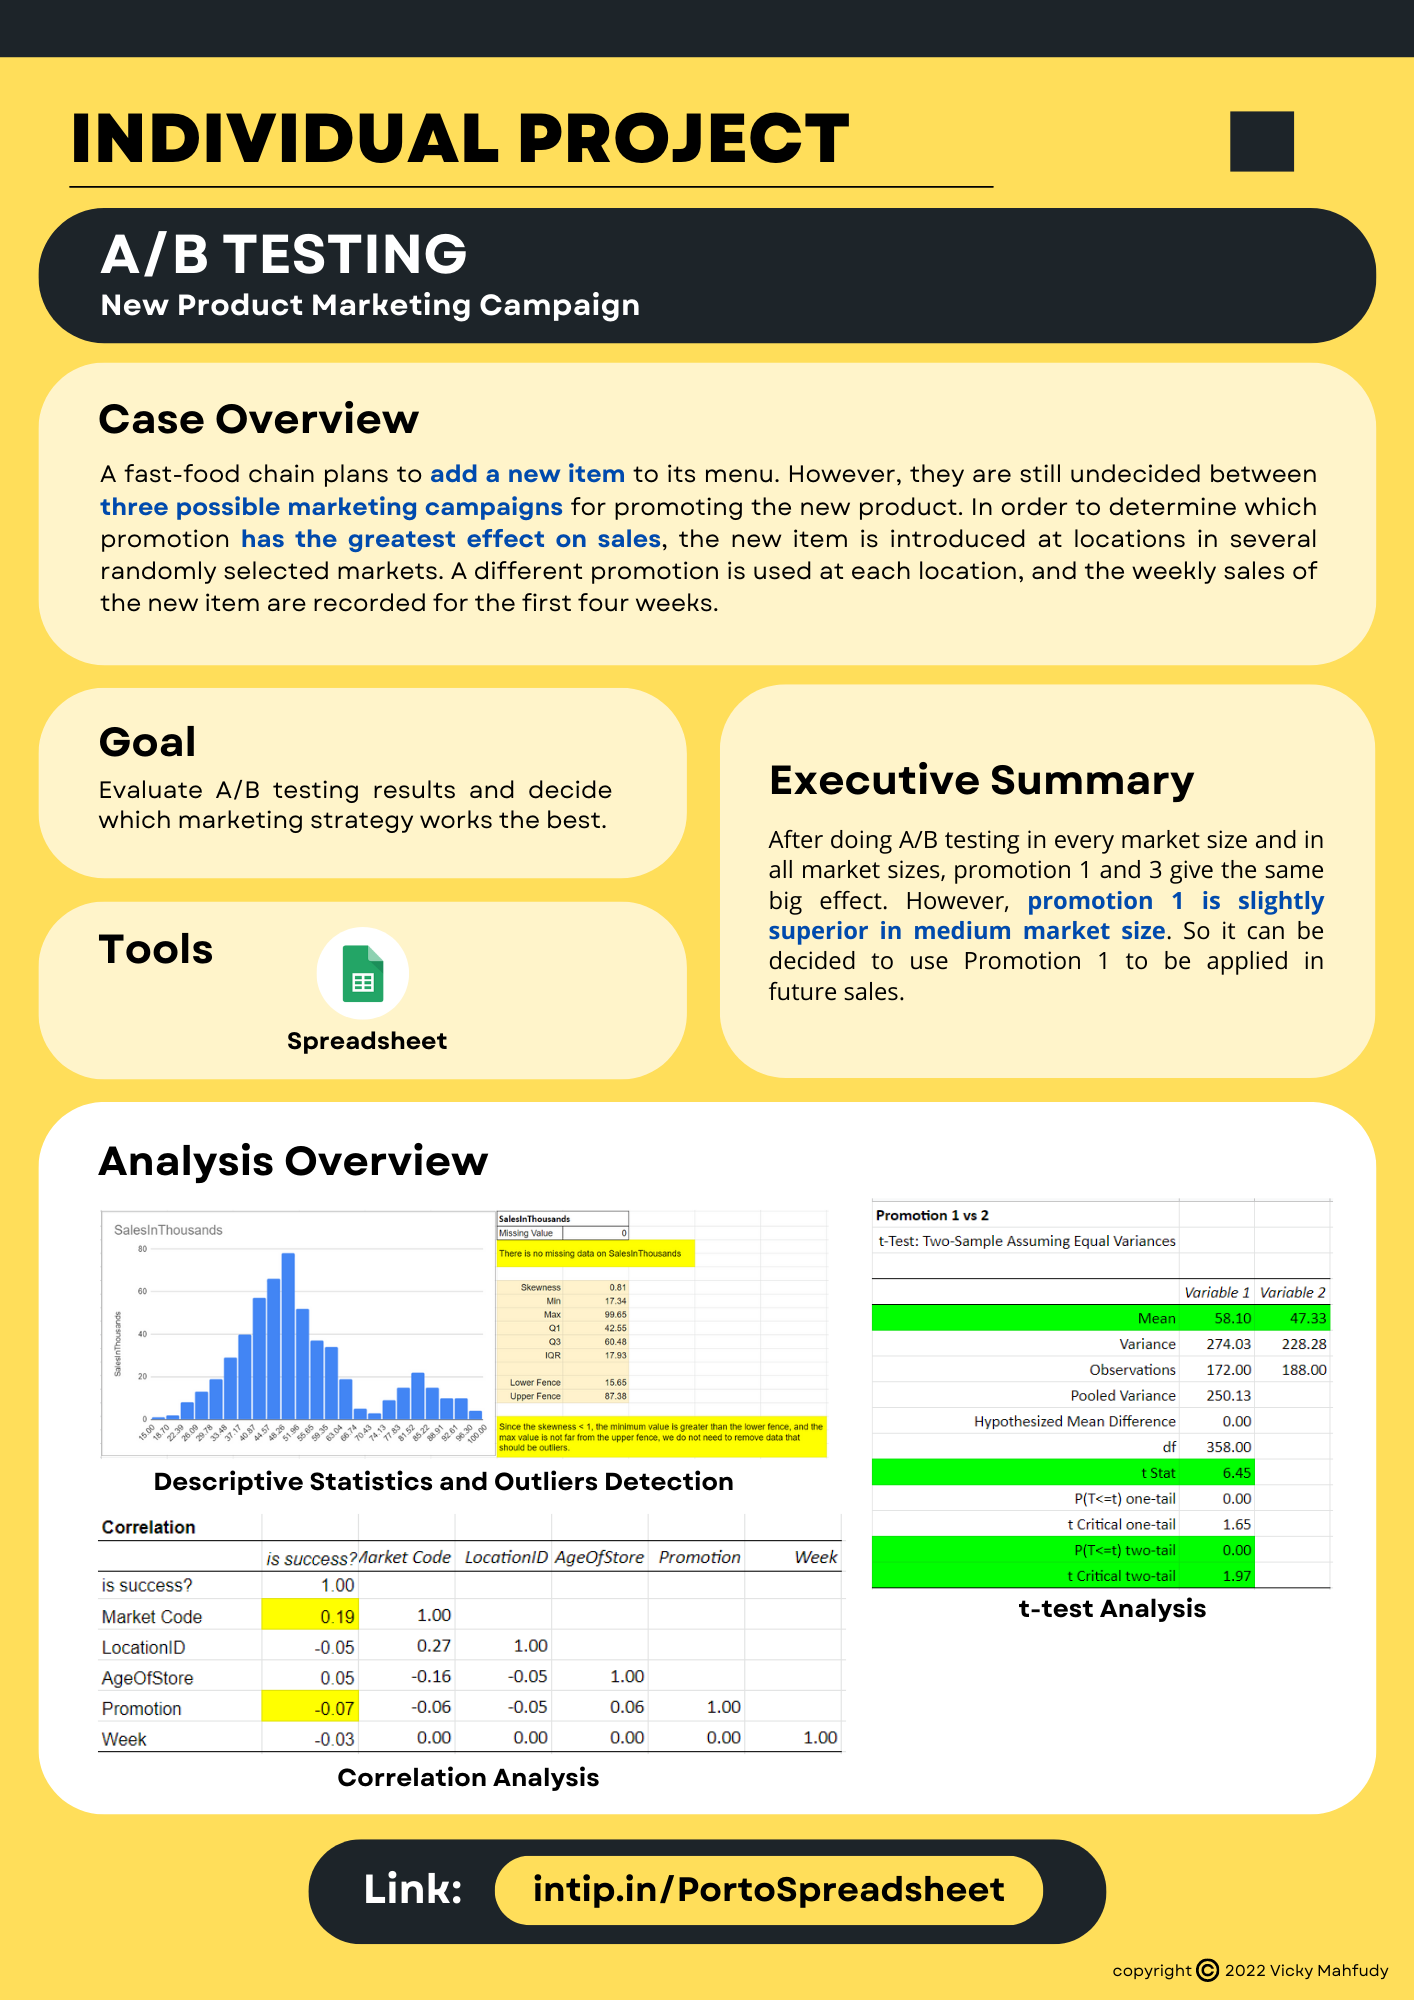 INDIVIDUAL PROJECT
A/B TESTING
New Product Marketing Campaign
Case Overview
A fast-food chain plans to add a new item to its menu. However, they are still undecided between
three possible marketing campaigns for promoting the new product. In order to determine which
promotion has the greatest effect on sales, the new item is introduced at locations in several
randomly selected markets. A different promotion is used at each location, and the weekly sales of
the new item are recorded for the first four weeks.
Goal
Evaluate A/B testing results and decide
which marketing strategy works the best.
Tools
Spreadsheet
Executive Summary
After doing A/B testing in every market size and in
all market sizes, promotion 1 and 3 give the same
big effect. However, promotion 1 is slightly
superior in medium market size. So it can be
decided to use Promotion 1 to be applied in
future sales.
Analysis Overview
SalesInThousands
SalesInThousands
80
60
40
20
0
15.00 18.70 22.39 26.09 29.78 33.48 37.17 40.87 44.57 48.26 51.96 55.65 59.35 63.04 66.74 70.43 74.13 77.83 81.52 85.22 88.91 92.61 96.30 100.00
SalesInThousands
Missing Value 0
There is no missing data on SalesInThousands
Skewness 0.81
Min 17.34
Max 99.65
Q1 42.55
Q3 60.48
IQR 17.93
Lower Fence 15.65
Upper Fence 87.38
Since the skewness < 1, the minimum value is greater than the lower fence, and the
max value is not far from the upper fence, we do not need to remove data that
should be outliers.
Descriptive Statistics and Outliers Detection
Correlation
is success? Market Code LocationID AgeOfStore Promotion Week
is success? 1.00
Market Code 0.19 1.00
LocationID -0.05 0.27 1.00
AgeOfStore 0.05 -0.16 -0.05 1.00
Promotion -0.07 -0.06 -0.05 0.06 1.00
Week -0.03 0.00 0.00 0.00 0.00 1.00
Correlation Analysis
Promotion 1 vs 2
t-Test: Two-Sample Assuming Equal Variances
Variable 1 Variable 2
Mean 58.10 47.33
Variance 274.03 228.28
Observations 172.00 188.00
Pooled Variance 250.13
Hypothesized Mean Difference 0.00
df 358.00
t Stat 6.45
P(T<=t) one-tail 0.00
t Critical one-tail 1.65
P(T<=t) two-tail 0.00
t Critical two-tail 1.97
t-test Analysis
Link: intip.in/PortoSpreadsheet
copyright © 2022 Vicky Mahfudy